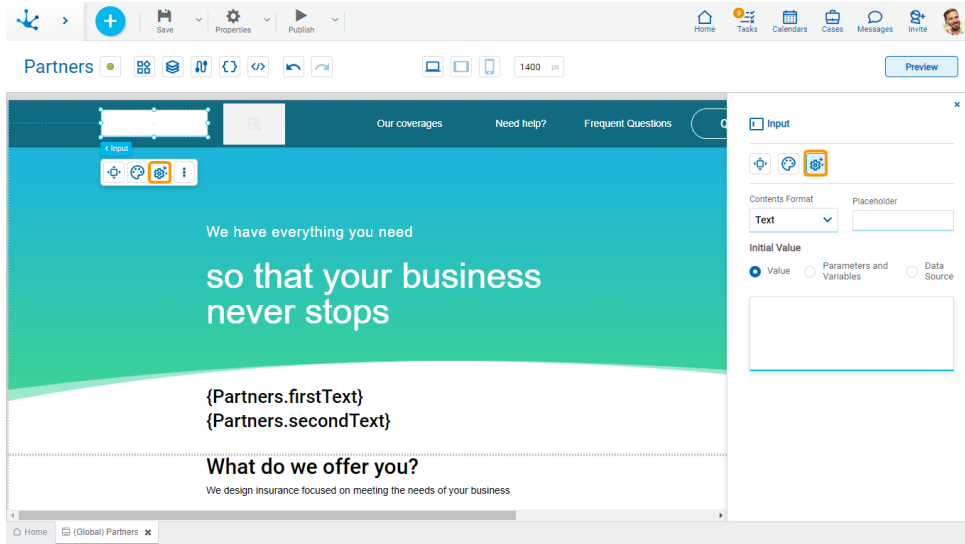 Save
Properties
Publish
Home
9
Tasks
Calendars
Cases
Messages
Invite
Partners
1400 px
Preview
Our coverages
Need help?
Frequent Questions
Q
< Input
We have everything you need
so that your business
never stops
{Partners.firstText}
{Partners.secondText}
What do we offer you?
We design insurance focused on meeting the needs of your business
Input
Contents Format
Placeholder
Text
Initial Value
Value
Parameters and
Variables
Data
Source
Home
(Global) Partners